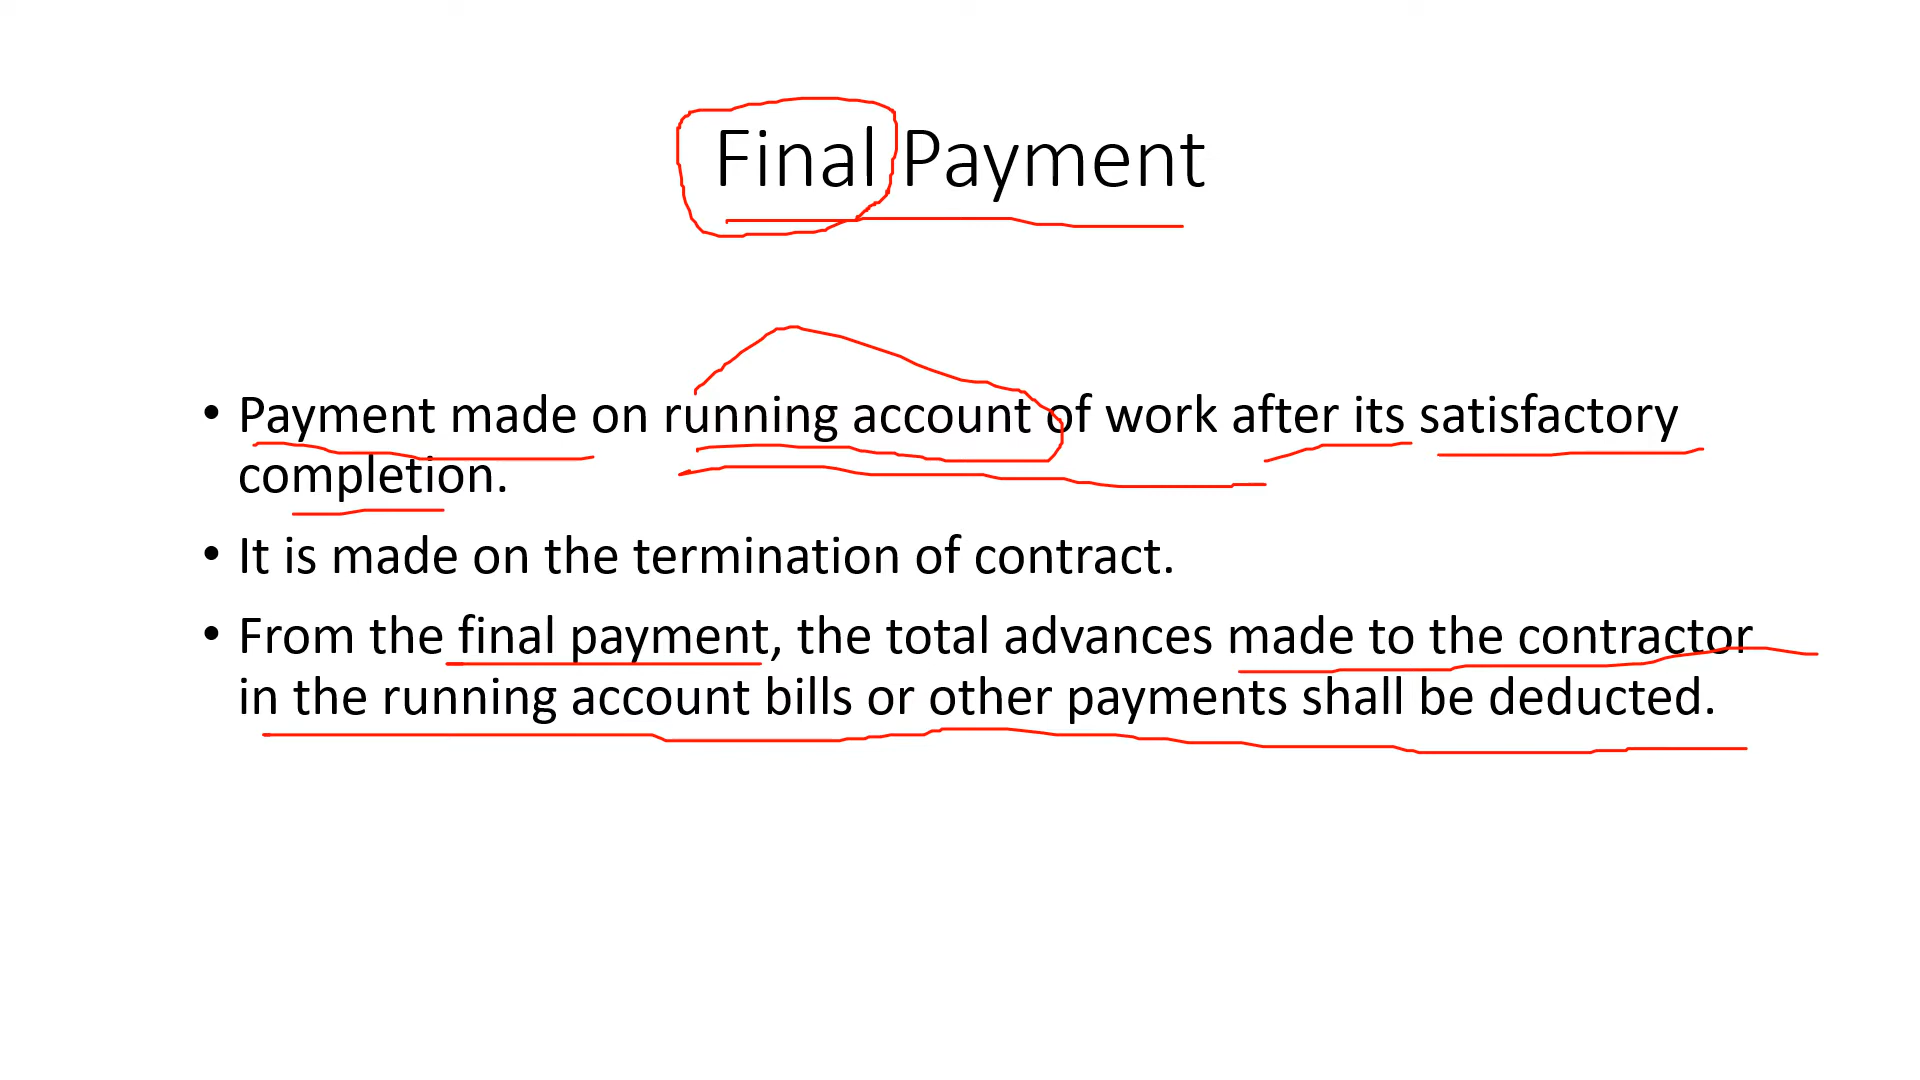 Final Payment
• Payment made on running account of work after its satisfactory
completion.
• It is made on the termination of contract.
• From the final payment, the total advances made to the contractor
in the running account bills or other payments shall be deducted.